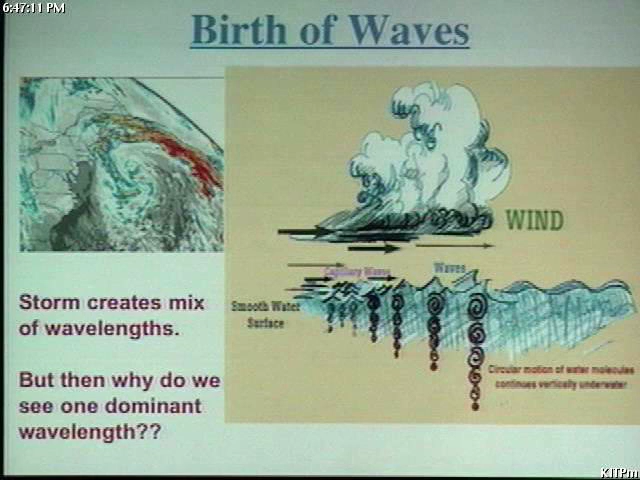 6:47:11 PM
Birth of Waves
WIND
Capillary Waves
Waves
Smooth Water
Surface
Storm creates mix
of wavelengths.
But then why do we
see one dominant
wavelength??
Circular motion of water molecules
continues vertically underwater
KITPm